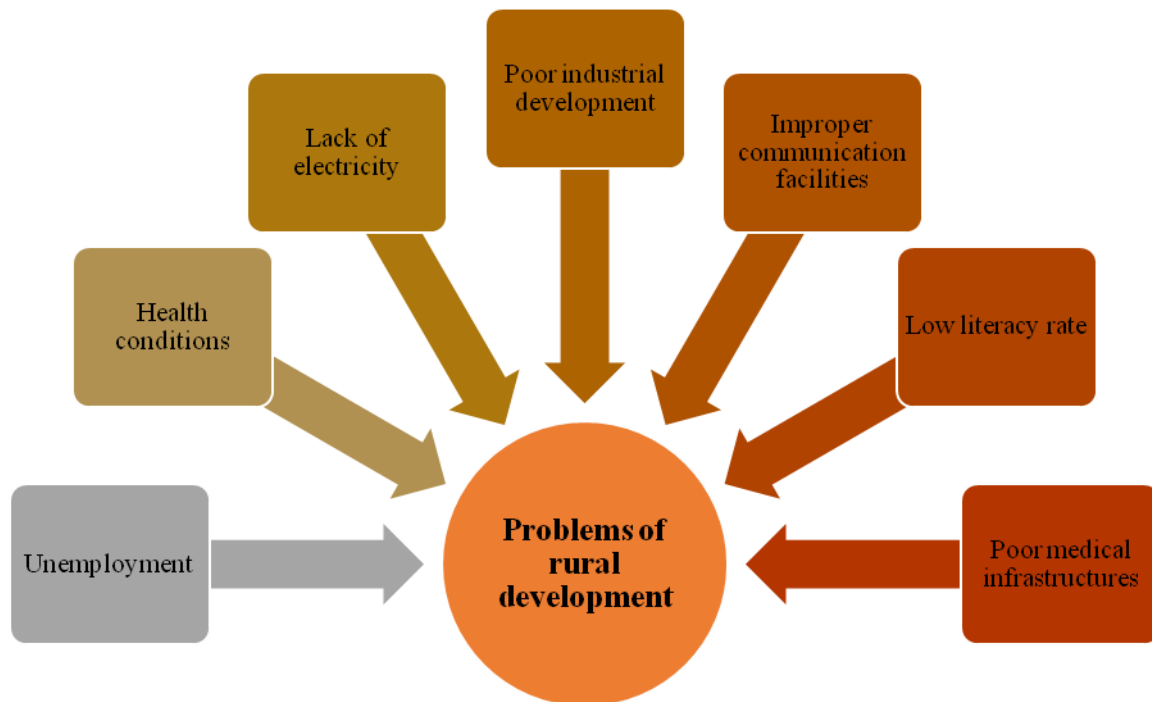 Poor industrial
development
Lack of
electricity
Improper
communication
facilities
Health
conditions
Low literacy rate
Unemployment
Problems of
rural
development
Poor medical
infrastructures